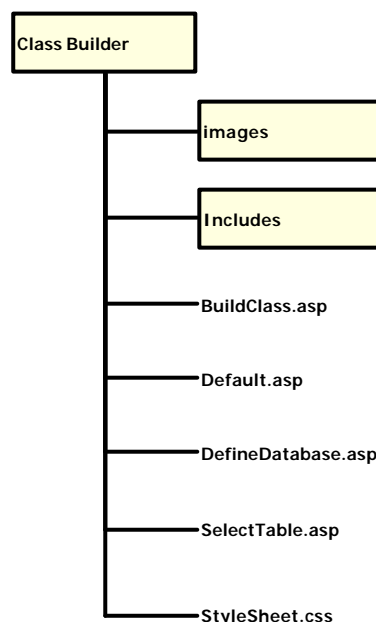 Class Builder
images
Includes
BuildClass.asp
Default.asp
DefineDatabase.asp
SelectTable.asp
StyleSheet.css